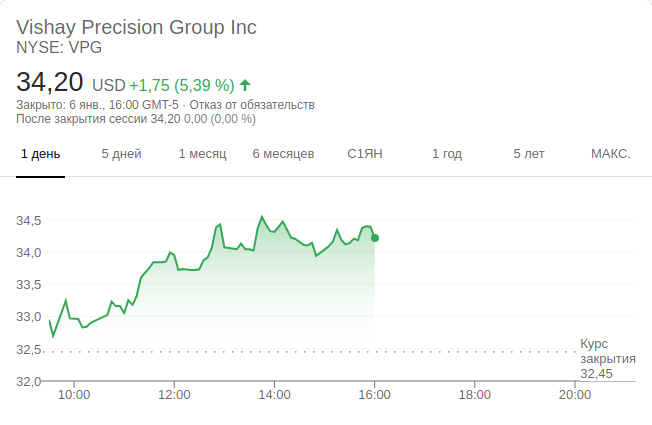 Vishay Precision Group Inc
NYSE: VPG
34,20 USD +1,75 (5,39 %)
Закрыто: 6 янв., 16:00 GMT-5 · Отказ от обязательств
После закрытия сессии 34,20 0,00 (0,00 %)
1 день 5 дней 1 месяц 6 месяцев С1ЯН 1 год 5 лет МАКС.
34,5
34,0
33,5
33,0
32,5
32,0
Курс
закрытия
32,45
10:00 12:00 14:00 16:00 18:00 20:00